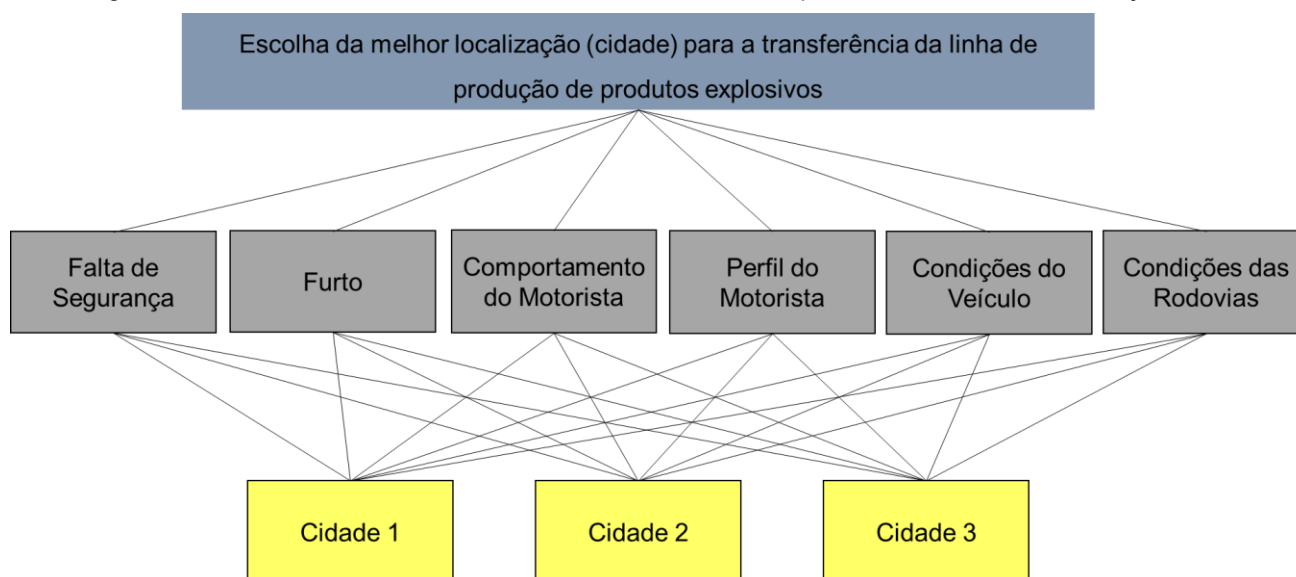 Escolha da melhor localização (cidade) para a transferência da linha de
produção de produtos explosivos
Falta de
Segurança
Furto
Comportamento
do Motorista
Perfil do
Motorista
Condições do
Veículo
Condições das
Rodovias
Cidade 1
Cidade 2
Cidade 3